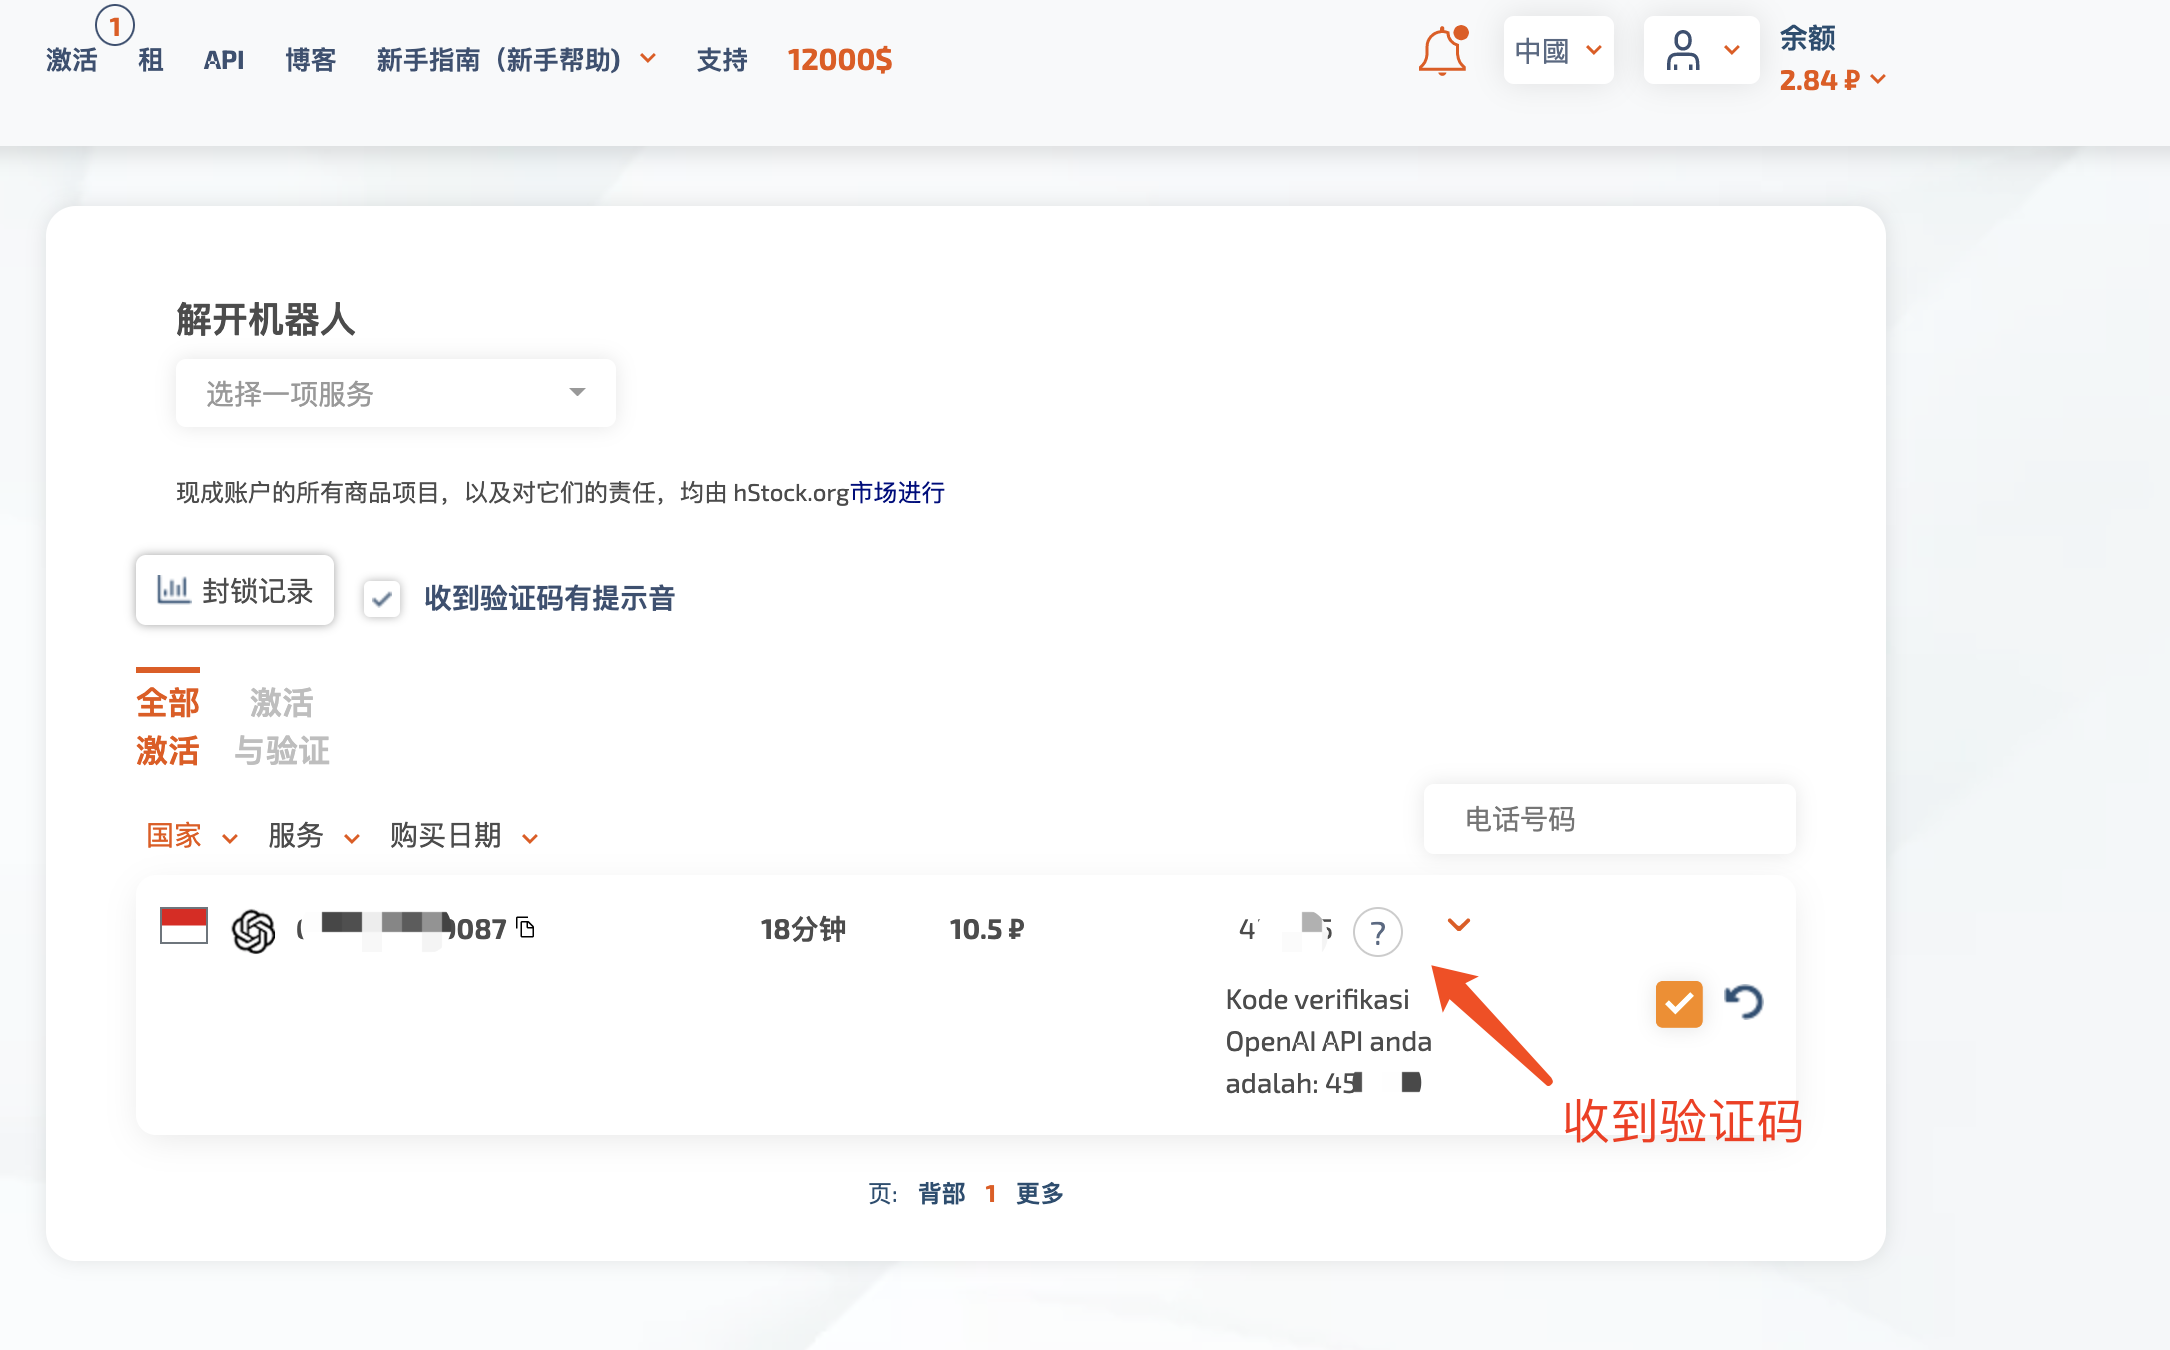 1
激活 租 API 博客 新手指南（新手帮助) 支持 12000$
中國
余额
2.84 ₽
解开机器人
选择一项服务
现成账户的所有商品项目，以及对它们的责任，均由 hStock.org市场进行
封锁记录
收到验证码有提示音
全部
激活
激活
与验证
国家 服务 购买日期
电话号码
087 18分钟 10.5 ₽ 4 5 ?
Kode verifikasi
OpenAI API anda
adalah: 45
收到验证码
页: 背部 1 更多